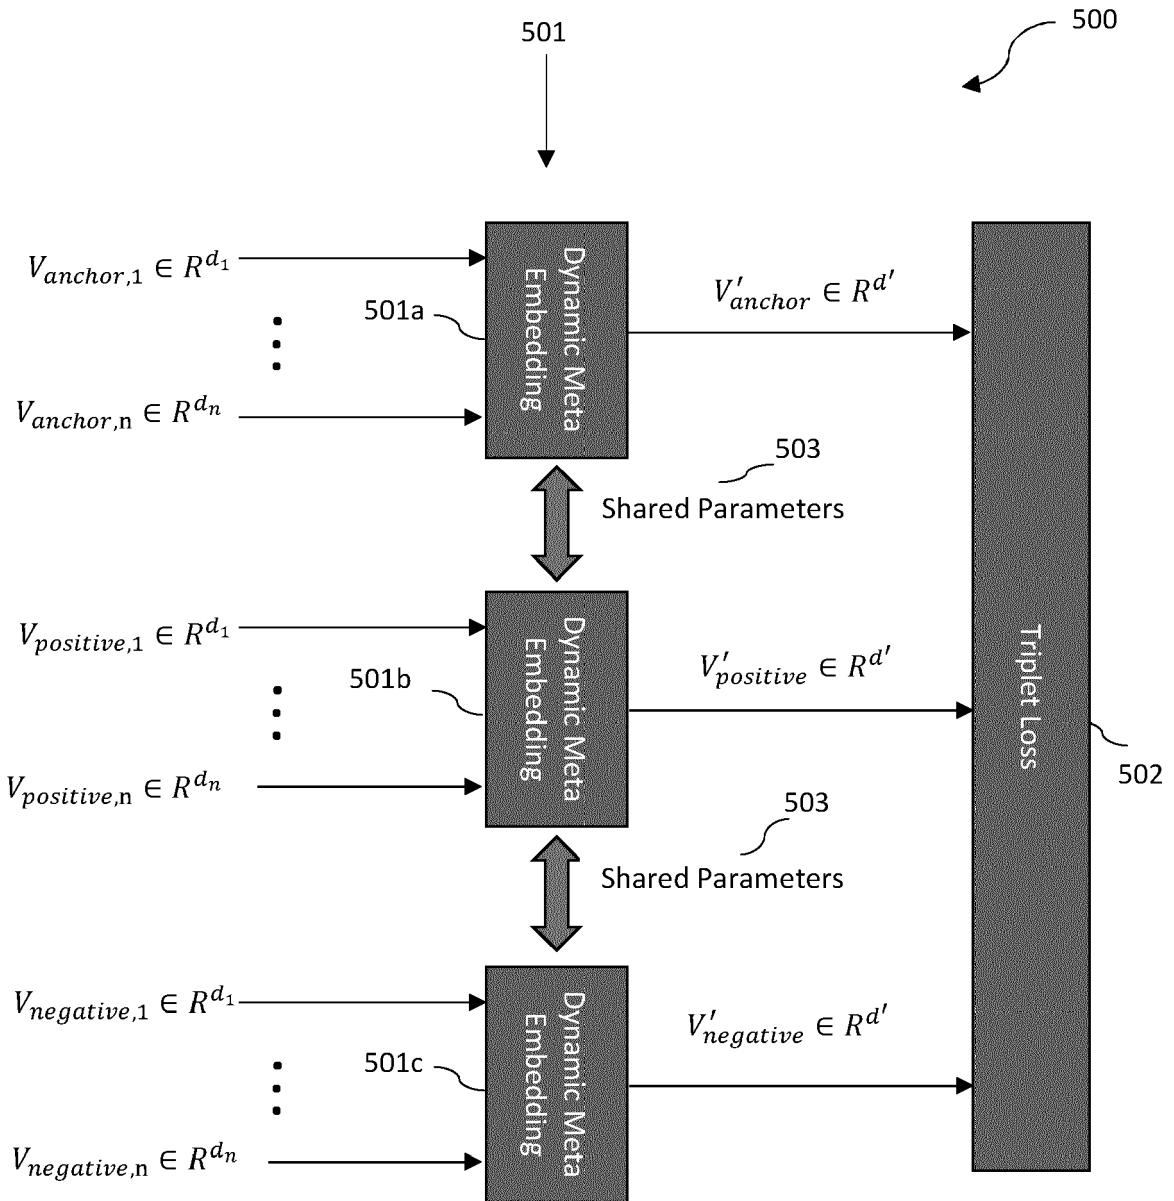 501
500
V_{anchor,1} ∈ R^{d_1}
501a
Dynamic Meta
Embedding
V'_{anchor} ∈ R^{d'}
V_{anchor,n} ∈ R^{d_n}
503
Shared Parameters
V_{positive,1} ∈ R^{d_1}
501b
Dynamic Meta
Embedding
V'_{positive} ∈ R^{d'}
Triplet Loss
502
V_{positive,n} ∈ R^{d_n}
503
Shared Parameters
V_{negative,1} ∈ R^{d_1}
501c
Dynamic Meta
Embedding
V'_{negative} ∈ R^{d'}
V_{negative,n} ∈ R^{d_n}